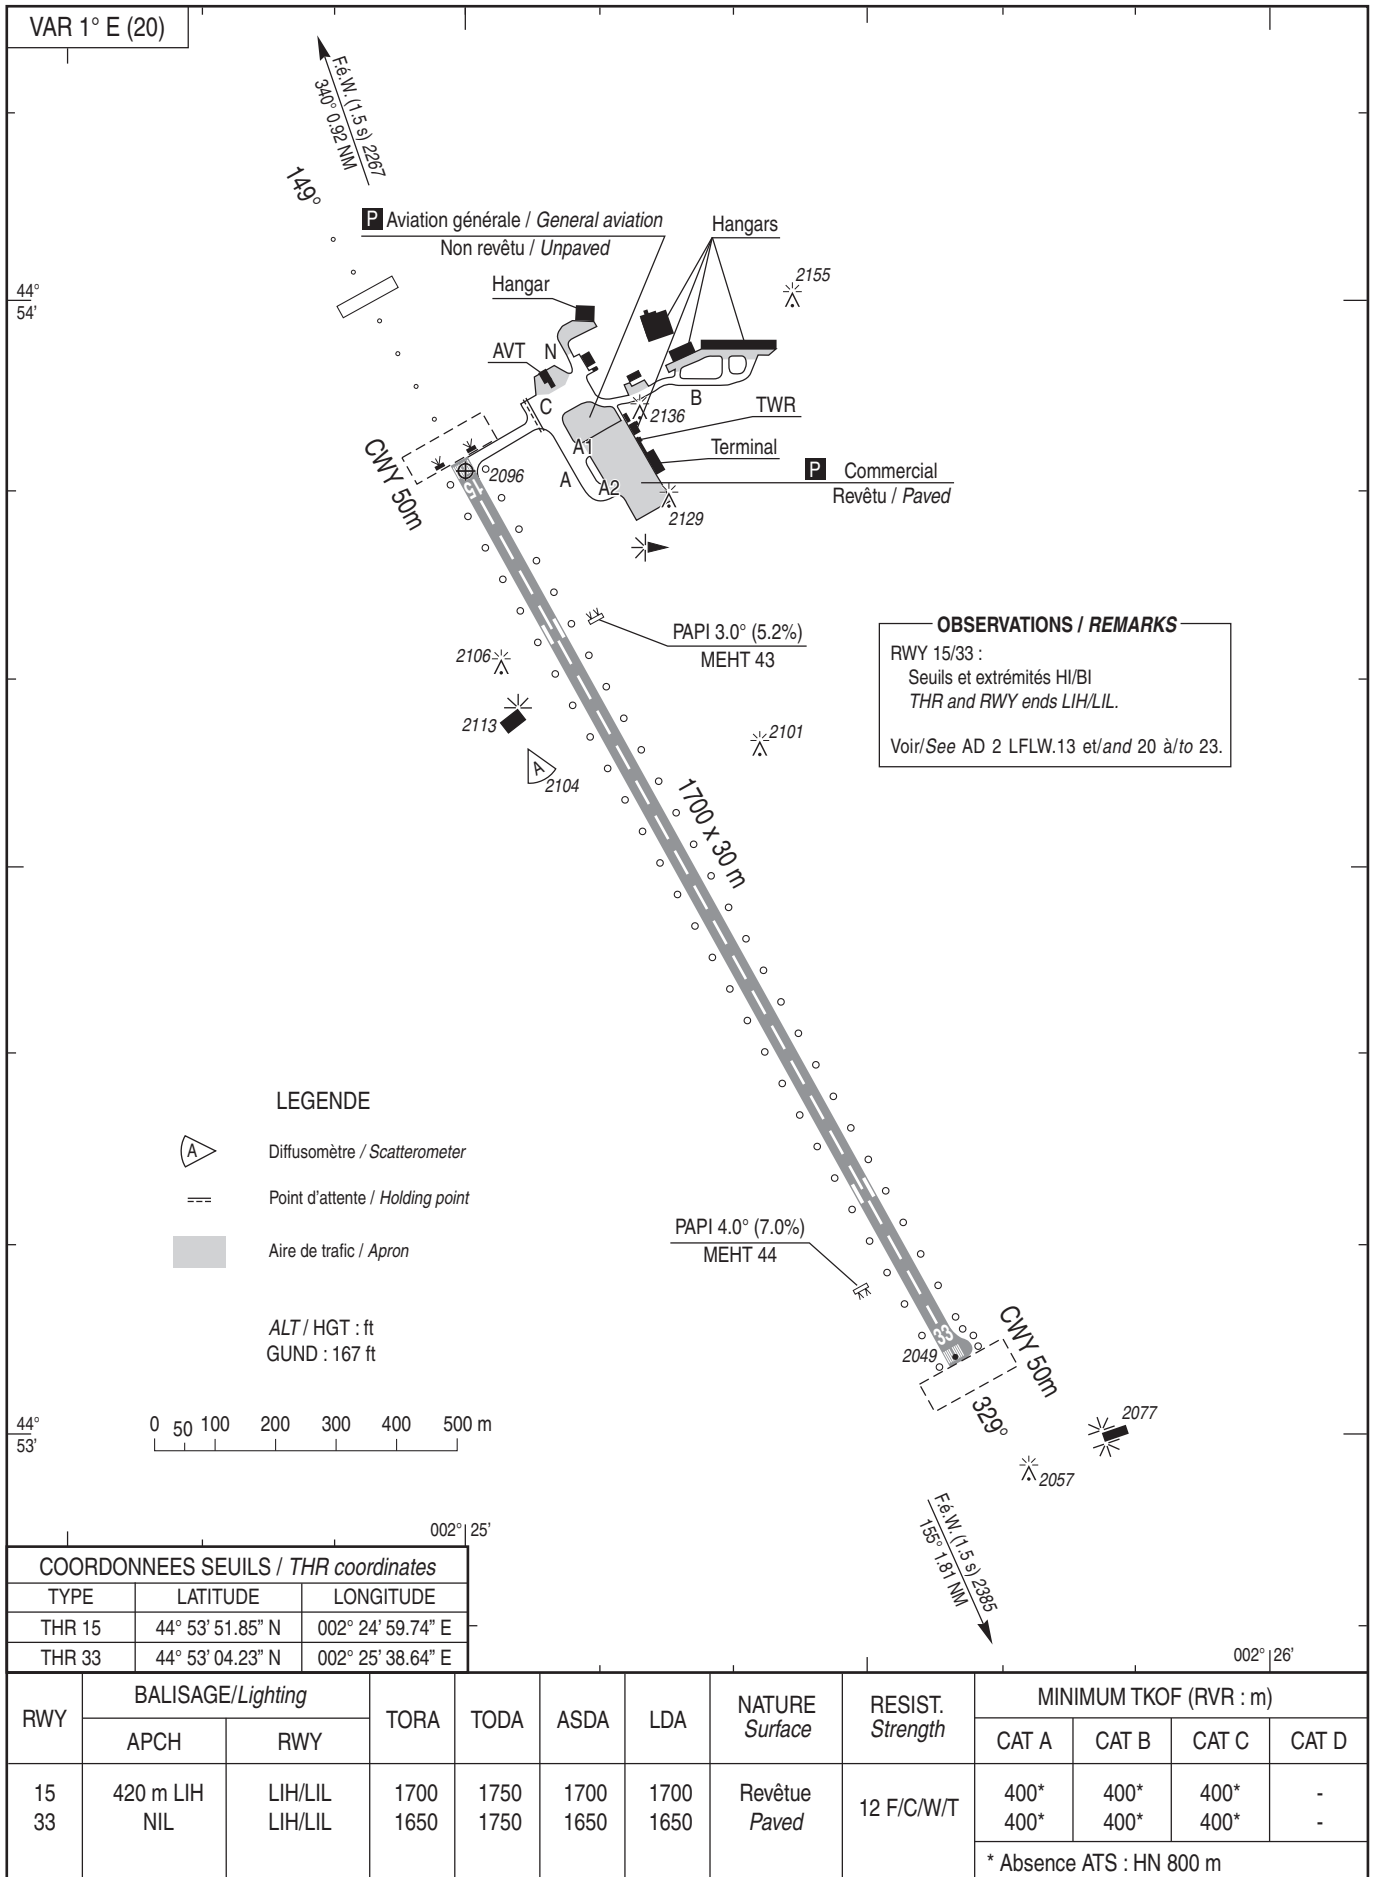 VAR 1° E (20)
F.é.W. (1.5 s) 2267
340° 0.92 NM
149°
P Aviation générale / General aviation
Non revêtu / Unpaved
Hangars
2155
44°
54'
Hangar
AVT
N
C
B
2136
TWR
A1
Terminal
CWY 50m
2096
A
A2
P Commercial
Revêtu / Paved
2129
15
PAPI 3.0° (5.2%)
MEHT 43
OBSERVATIONS / REMARKS
RWY 15/33 :
Seuils et extrémités HI/BI
THR and RWY ends LIH/LIL.
Voir/See AD 2 LFLW.13 et/and 20 à/to 23.
2106
2113
2101
A
2104
1700 x 30 m
LEGENDE
A Diffusomètre / Scatterometer
Point d'attente / Holding point
Aire de trafic / Apron
PAPI 4.0° (7.0%)
MEHT 44
ALT / HGT : ft
GUND : 167 ft
33
2049
CWY 50m
329°
44°
53'
0 50 100 200 300 400 500 m
2077
2057
F.é.W. (1.5 s) 2385
155° 1.81 NM
002° 25'
002° 26'
COORDONNEES SEUILS / THR coordinates
TYPE LATITUDE LONGITUDE
THR 15 44° 53' 51.85" N 002° 24' 59.74" E
THR 33 44° 53' 04.23" N 002° 25' 38.64" E
RWY BALISAGE/Lighting TORA TODA ASDA LDA NATURE RESIST. MINIMUM TKOF (RVR : m)
APCH RWY Surface Strength CAT A CAT B CAT C CAT D
15 420 m LIH LIH/LIL 1700 1750 1700 1700 Revêtue 12 F/C/W/T 400* 400* 400* -
33 NIL LIH/LIL 1650 1750 1650 1650 Paved 400* 400* 400* -
* Absence ATS : HN 800 m